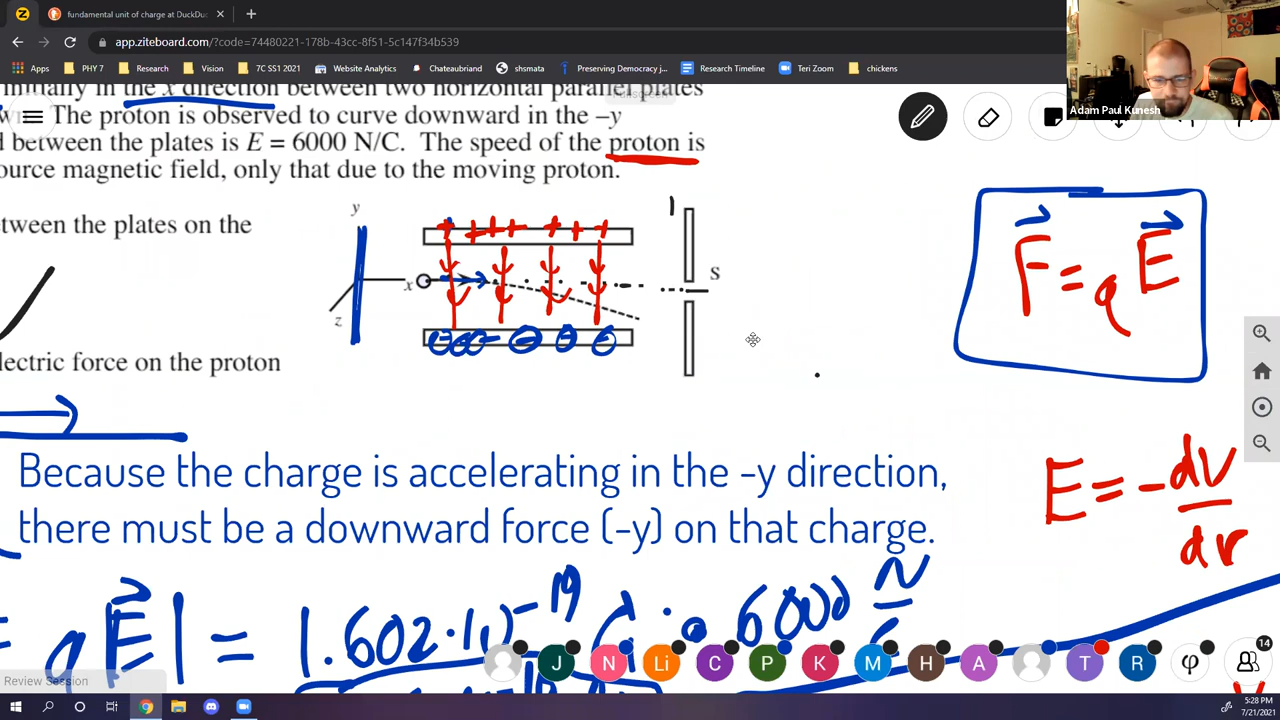 fundamental unit of charge at DuckDu
app.ziteboard.com/?code=74480221-178b-43cc-8f51-5c147f34b539
Apps PHY 7 Research Vision 7C SS1 2021 Website Analytics Chateaubriand shsmata Preserving Democracy j... Research Timeline Teri Zoom chickens
Adam Paul Kunesh
initially in the x direction between two horizontal parallel plates
The proton is observed to curve downward in the –y
d between the plates is E = 6000 N/C. The speed of the proton is
ource magnetic field, only that due to the moving proton.
etween the plates on the
y
x
z
S
F = qE
lectric force on the proton
Because the charge is accelerating in the -y direction,
there must be a downward force (-y) on that charge.
E = - dV
dr
= qE| = 1.602·10-19 C · 6000 N
C
J N Li C P K M H A T R φ 14
Review Session
5:28 PM
7/21/2021